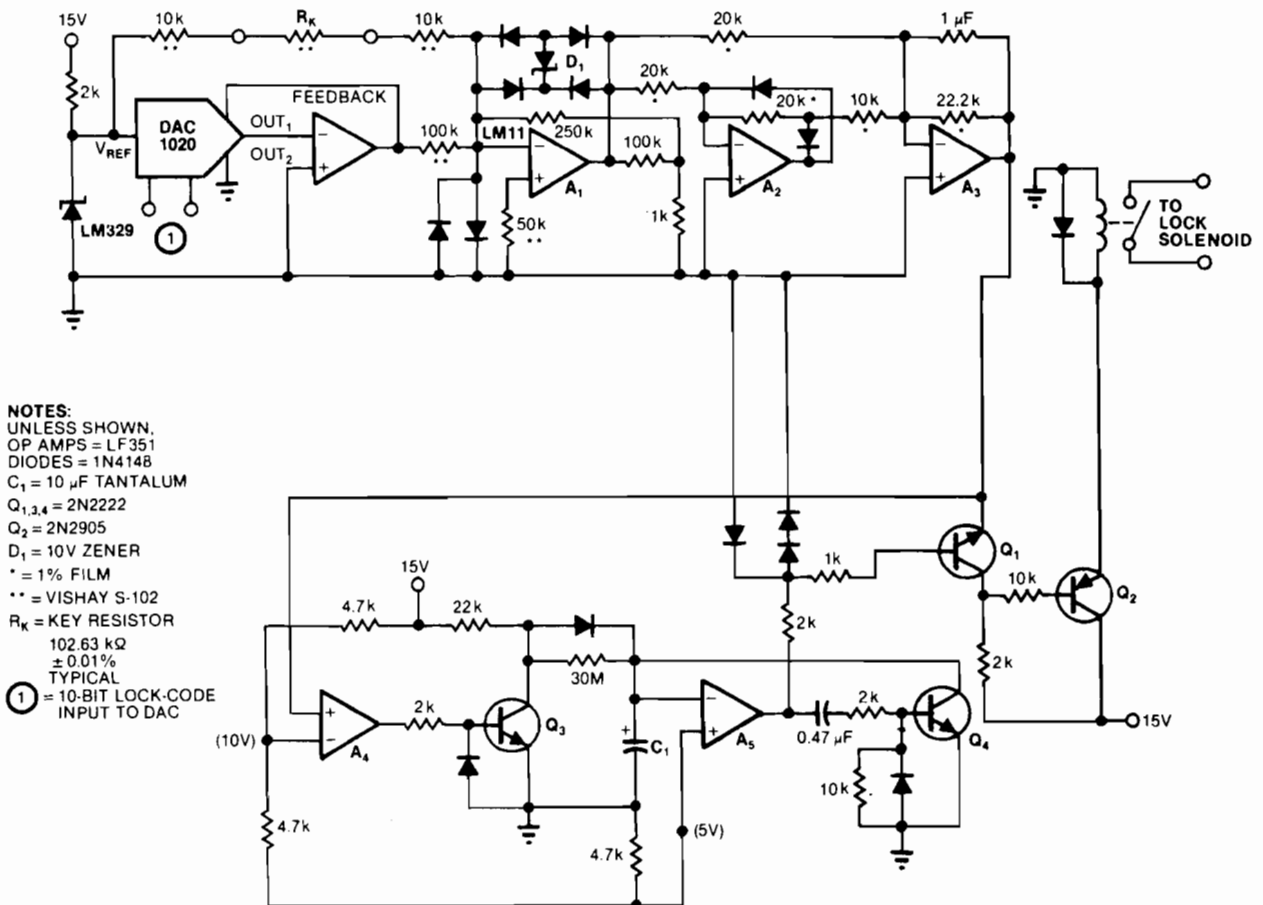 15V
10k
R_K
10k
20k
1 µF
••
••
••
•
2k
FEEDBACK
D₁
20k
•
20k*
10k
•
22.2k
•
DAC
1020
OUT₁
OUT₂
V_REF
−
+
100k
••
LM11
250k
−
+
A₁
100k
−
+
A₂
−
+
A₃
LM329
1
50k
••
1k
TO
LOCK
SOLENOID
NOTES:
UNLESS SHOWN,
OP AMPS = LF351
DIODES = 1N4148
C₁ = 10 µF TANTALUM
Q₁,₃,₄ = 2N2222
Q₂ = 2N2905
D₁ = 10V ZENER
* = 1% FILM
•• = VISHAY S-102
R_K = KEY RESISTOR
102.63 kΩ
± 0.01%
TYPICAL
1 = 10-BIT LOCK-CODE
INPUT TO DAC
15V
4.7k
22k
1k
Q₁
10k
Q₂
2k
2k
30M
+
−
A₄
(10V)
2k
Q₃
+
C₁
−
+
A₅
0.47 µF
2k
Q₄
15V
10k
4.7k
4.7k
(5V)